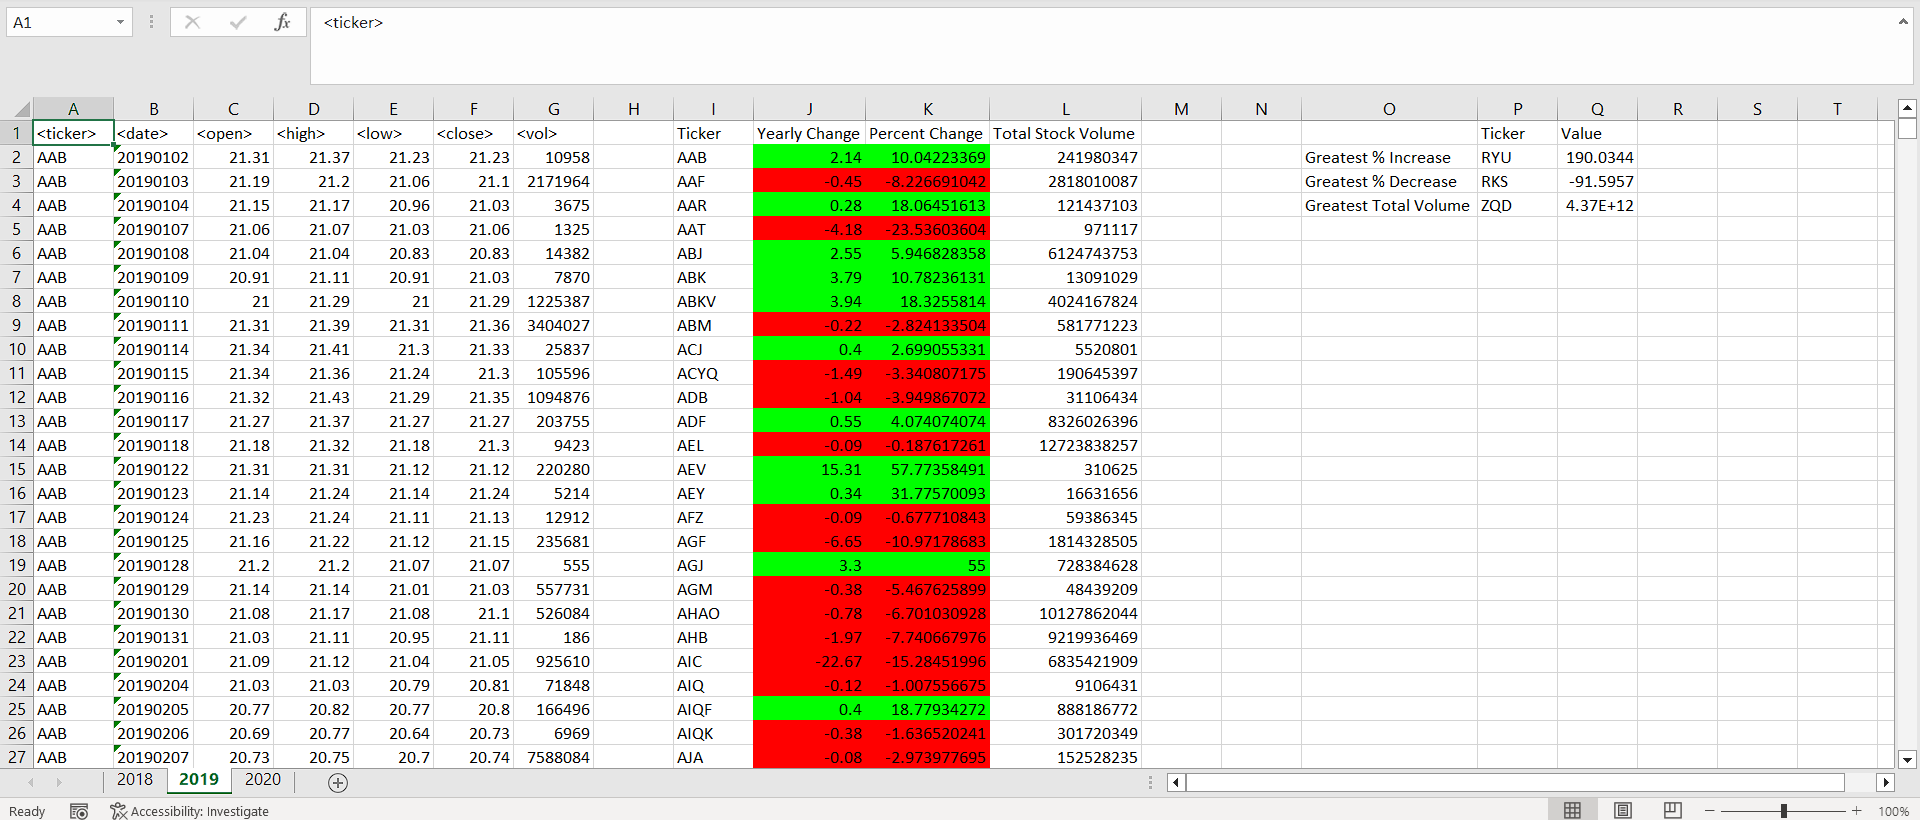 A1
fx
<ticker>
A B C D E F G H I J K L M N O P Q R S T
1 <ticker> <date> <open> <high> <low> <close> <vol> Ticker Yearly Change Percent Change Total Stock Volume Ticker Value
2 AAB 20190102 21.31 21.37 21.23 21.23 10958 AAB 2.14 10.04223369 241980347 Greatest % Increase RYU 190.0344
3 AAB 20190103 21.19 21.2 21.06 21.1 2171964 AAF -0.45 -8.226691042 2818010087 Greatest % Decrease RKS -91.5957
4 AAB 20190104 21.15 21.17 20.96 21.03 3675 AAR 0.28 18.06451613 121437103 Greatest Total Volume ZQD 4.37E+12
5 AAB 20190107 21.06 21.07 21.03 21.06 1325 AAT -4.18 -23.53603604 971117
6 AAB 20190108 21.04 21.04 20.83 20.83 14382 ABJ 2.55 5.946828358 6124743753
7 AAB 20190109 20.91 21.11 20.91 21.03 7870 ABK 3.79 10.78236131 13091029
8 AAB 20190110 21 21.29 21 21.29 1225387 ABKV 3.94 18.3255814 4024167824
9 AAB 20190111 21.31 21.39 21.31 21.36 3404027 ABM -0.22 -2.824133504 581771223
10 AAB 20190114 21.34 21.41 21.3 21.33 25837 ACJ 0.4 2.699055331 5520801
11 AAB 20190115 21.34 21.36 21.24 21.3 105596 ACYQ -1.49 -3.340807175 190645397
12 AAB 20190116 21.32 21.43 21.29 21.35 1094876 ADB -1.04 -3.949867072 31106434
13 AAB 20190117 21.27 21.37 21.27 21.27 203755 ADF 0.55 4.074074074 8326026396
14 AAB 20190118 21.18 21.32 21.18 21.3 9423 AEL -0.09 -0.187617261 12723838257
15 AAB 20190122 21.31 21.31 21.12 21.12 220280 AEV 15.31 57.77358491 310625
16 AAB 20190123 21.14 21.24 21.14 21.24 5214 AEY 0.34 31.77570093 16631656
17 AAB 20190124 21.23 21.24 21.11 21.13 12912 AFZ -0.09 -0.677710843 59386345
18 AAB 20190125 21.16 21.22 21.12 21.15 235681 AGF -6.65 -10.97178683 1814328505
19 AAB 20190128 21.2 21.2 21.07 21.07 555 AGJ 3.3 55 728384628
20 AAB 20190129 21.14 21.14 21.01 21.03 557731 AGM -0.38 -5.467625899 48439209
21 AAB 20190130 21.08 21.17 21.08 21.1 526084 AHAO -0.78 -6.701030928 10127862044
22 AAB 20190131 21.03 21.11 20.95 21.11 186 AHB -1.97 -7.740667976 9219936469
23 AAB 20190201 21.09 21.12 21.04 21.05 925610 AIC -22.67 -15.28451996 6835421909
24 AAB 20190204 21.03 21.03 20.79 20.81 71848 AIQ -0.12 -1.007556675 9106431
25 AAB 20190205 20.77 20.82 20.77 20.8 166496 AIQF 0.4 18.77934272 888186772
26 AAB 20190206 20.69 20.77 20.64 20.73 6969 AIQK -0.38 -1.636520241 301720349
27 AAB 20190207 20.73 20.75 20.7 20.74 7588084 AJA -0.08 -2.973977695 152528235
2018 2019 2020
Ready Accessibility: Investigate 100%